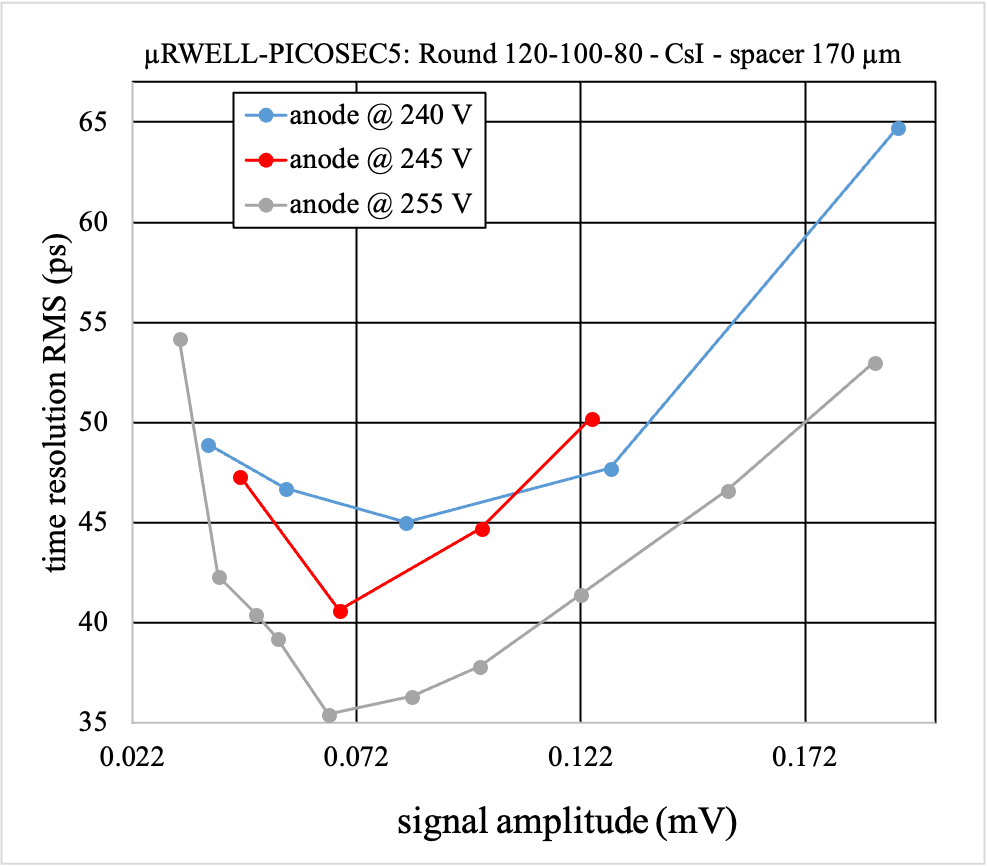 µRWELL-PICOSEC5: Round 120-100-80 - CsI - spacer 170 µm
anode @ 240 V
anode @ 245 V
anode @ 255 V
time resolution RMS (ps)
65
60
55
50
45
40
35
0.022
0.072
0.122
0.172
signal amplitude (mV)